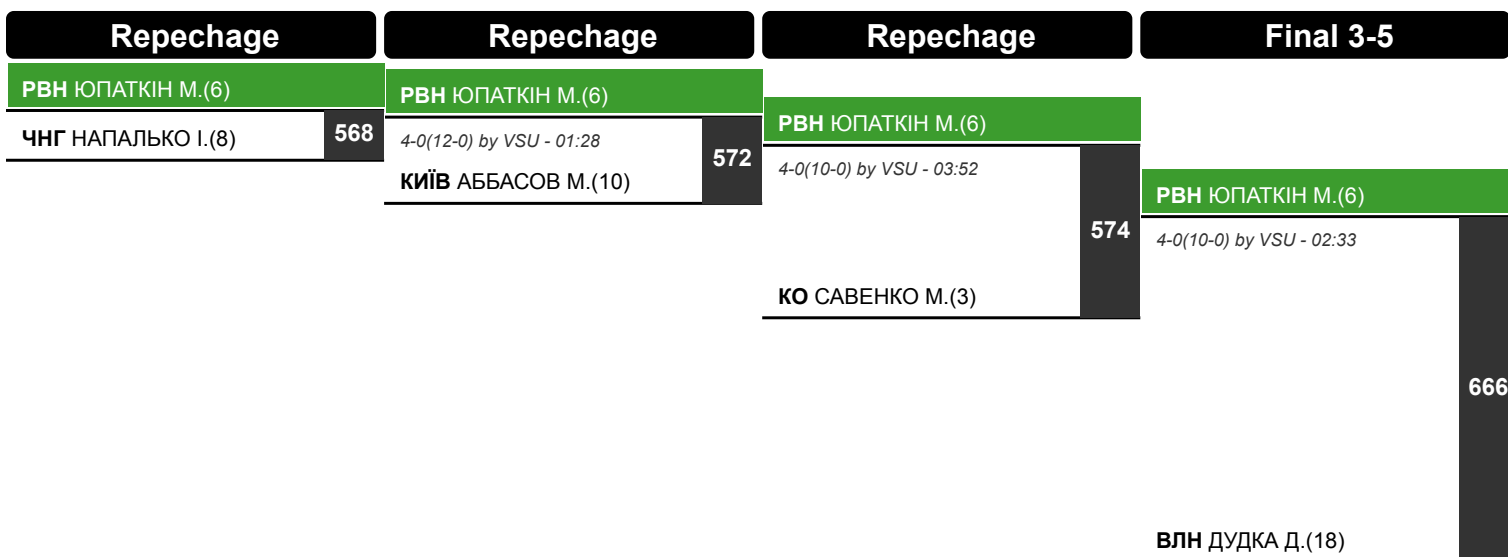 Repechage
РВН ЮПАТКІН М.(6)
ЧНГ НАПАЛЬКО І.(8)
568
Repechage
РВН ЮПАТКІН М.(6)
4-0(12-0) by VSU - 01:28
КИЇВ АББАСОВ М.(10)
572
Repechage
РВН ЮПАТКІН М.(6)
4-0(10-0) by VSU - 03:52
КО САВЕНКО М.(3)
574
Final 3-5
РВН ЮПАТКІН М.(6)
4-0(10-0) by VSU - 02:33
ВЛН ДУДКА Д.(18)
666